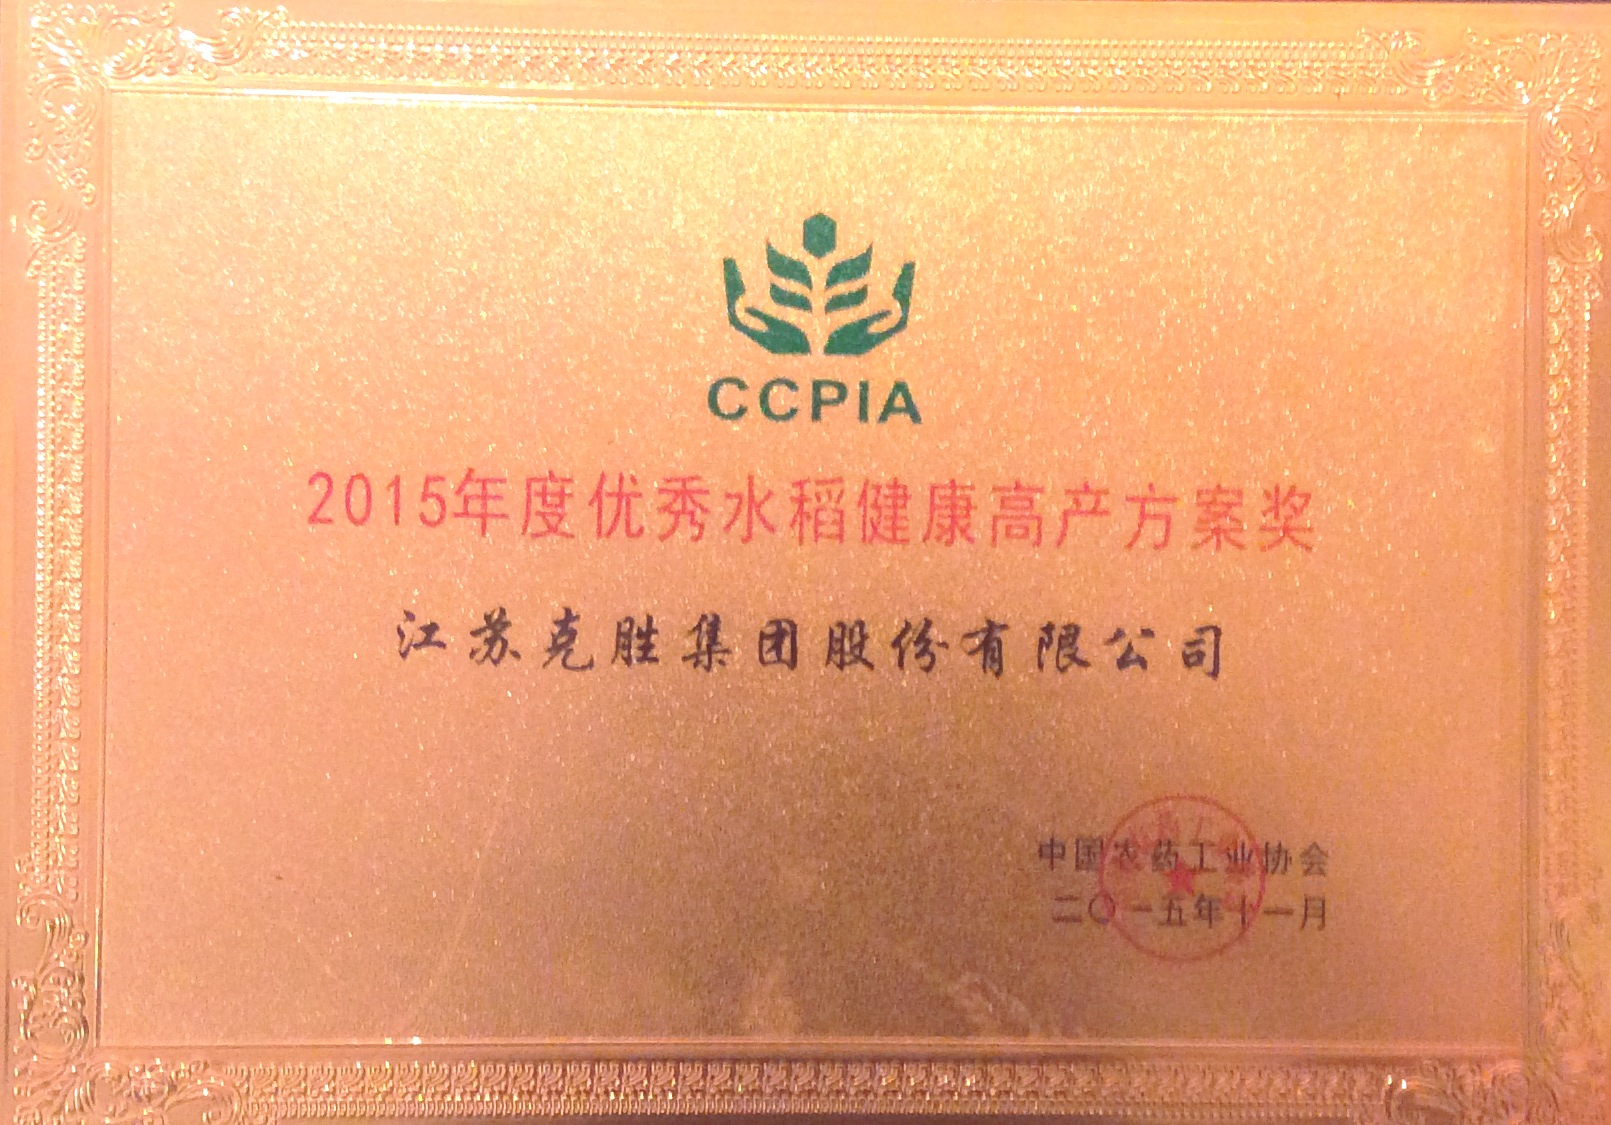 CCPIA
2015年度优秀水稻健康高产方案奖
江苏克胜集团股份有限公司
中国农药工业协会
二〇一五年十一月